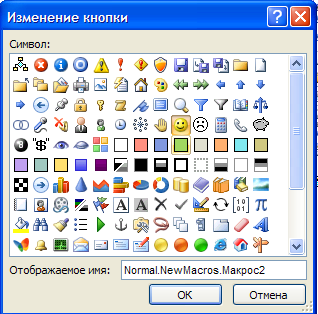 Изменение кнопки
Символ:
Отображаемое имя: Normal.NewMacros.Макрос2
OK Отмена